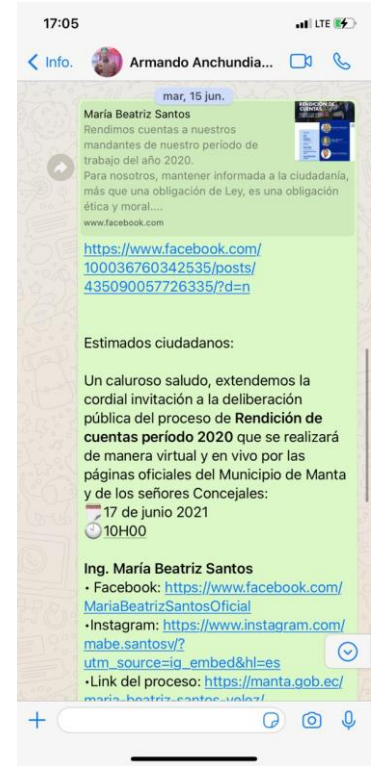 17:05
LTE
Info.
Armando Anchundia...
mar, 15 jun.
María Beatriz Santos
Rendimos cuentas a nuestros
mandantes de nuestro período de
trabajo del año 2020.
Para nosotros, mantener informada a la ciudadanía,
más que una obligación de Ley, es una obligación
ética y moral....
www.facebook.com
RENDICIÓN DE
CUENTAS
https://www.facebook.com/
100036760342535/posts/
435090057726335/?d=n
Estimados ciudadanos:
Un caluroso saludo, extendemos la
cordial invitación a la deliberación
pública del proceso de Rendición de
cuentas período 2020 que se realizará
de manera virtual y en vivo por las
páginas oficiales del Municipio de Manta
y de los señores Concejales:
17 de junio 2021
10H00
Ing. María Beatriz Santos
• Facebook: https://www.facebook.com/
MariaBeatrizSantosOficial
•Instagram: https://www.instagram.com/
mabe.santosv/?
utm_source=ig_embed&hl=es
•Link del proceso: https://manta.gob.ec/
maria-beatriz-santos-velez/